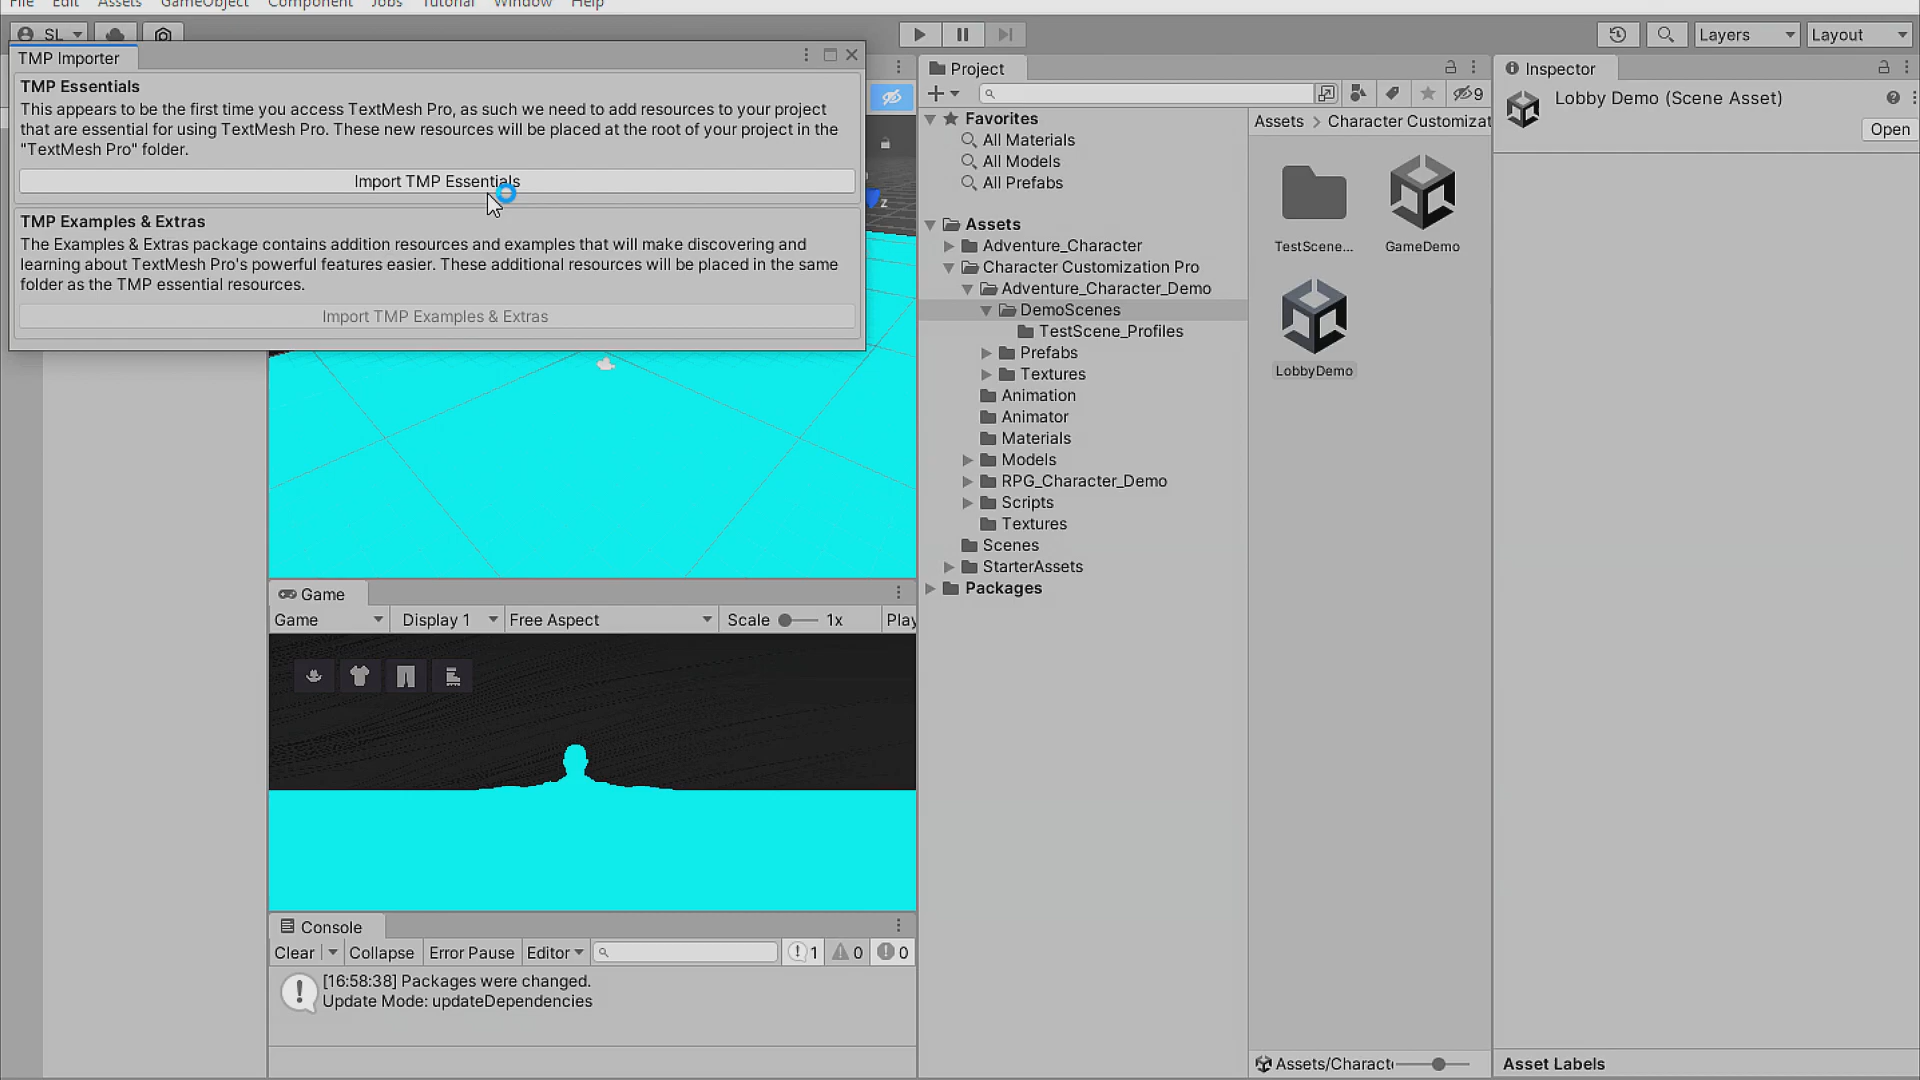 File Edit Assets GameObject Component Jobs Tutorial Window Help
SL
Layers
Layout
TMP Importer
TMP Essentials
This appears to be the first time you access TextMesh Pro, as such we need to add resources to your project
that are essential for using TextMesh Pro. These new resources will be placed at the root of your project in the
"TextMesh Pro" folder.
Import TMP Essentials
TMP Examples & Extras
The Examples & Extras package contains addition resources and examples that will make discovering and
learning about TextMesh Pro's powerful features easier. These additional resources will be placed in the same
folder as the TMP essential resources.
Import TMP Examples & Extras
z
Game
Game
Display 1
Free Aspect
Scale
1x
Play
Console
Clear
Collapse
Error Pause
Editor
1
0
0
[16:58:38] Packages were changed.
Update Mode: updateDependencies
Project
9
Favorites
All Materials
All Models
All Prefabs
Assets
Adventure_Character
Character Customization Pro
Adventure_Character_Demo
DemoScenes
TestScene_Profiles
Prefabs
Textures
Animation
Animator
Materials
Models
RPG_Character_Demo
Scripts
Textures
Scenes
StarterAssets
Packages
Assets > Character Customizat
TestScene...
GameDemo
LobbyDemo
Assets/Charact
Inspector
Lobby Demo (Scene Asset)
Open
Asset Labels